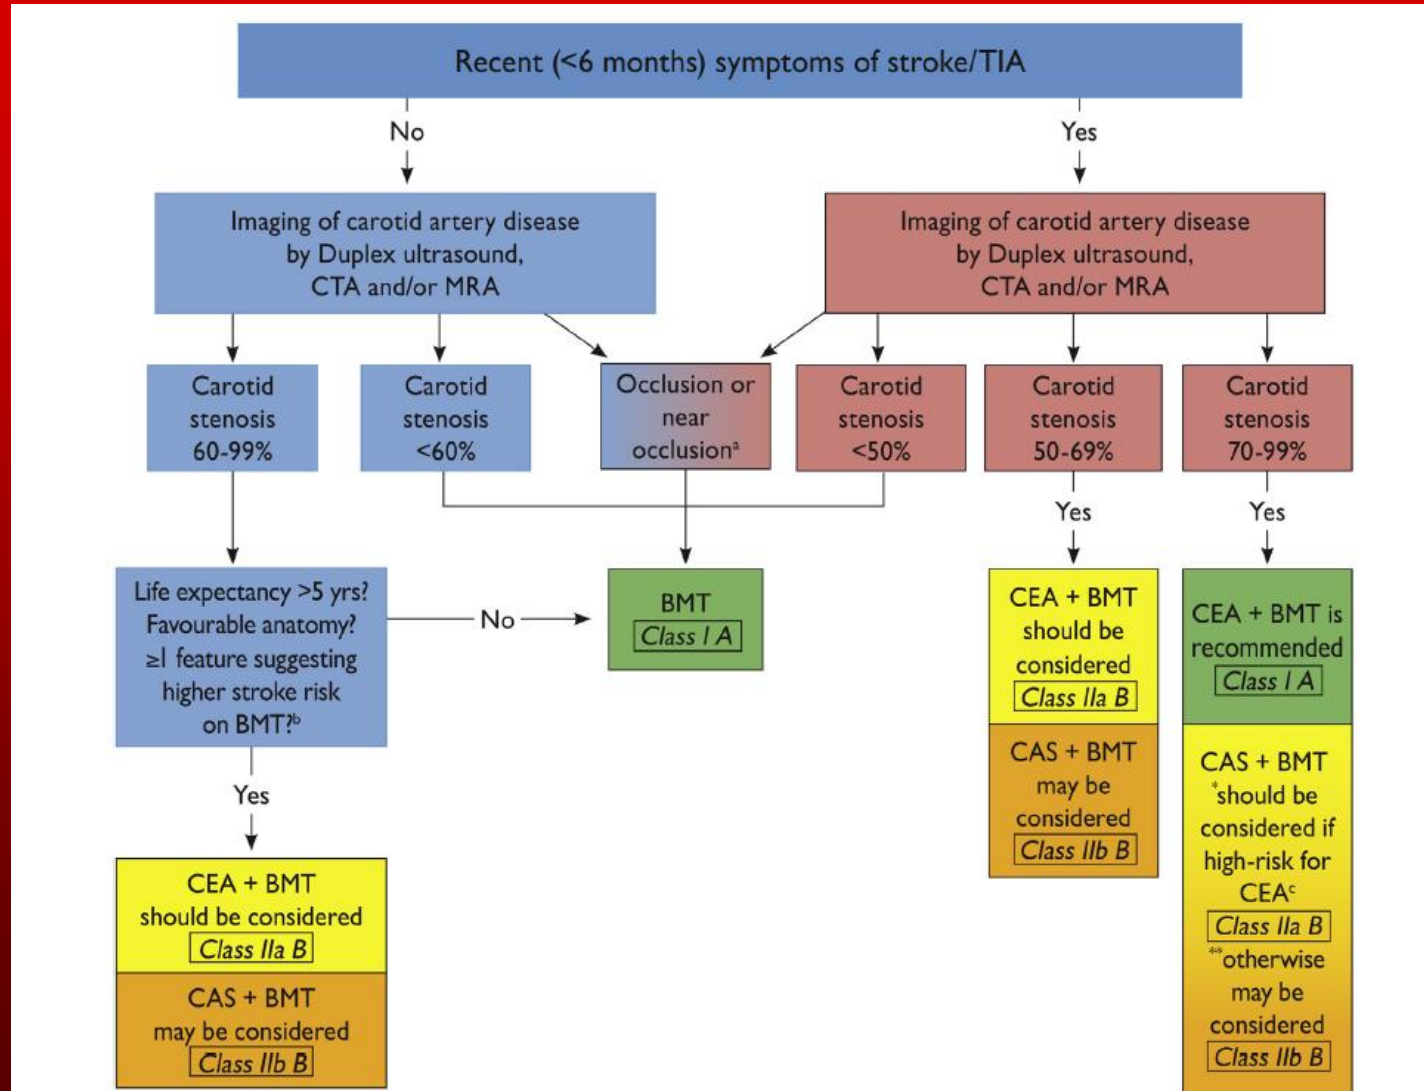 Recent (<6 months) symptoms of stroke/TIA
No
Yes
Imaging of carotid artery disease
by Duplex ultrasound,
CTA and/or MRA
Imaging of carotid artery disease
by Duplex ultrasound,
CTA and/or MRA
Carotid
stenosis
60-99%
Carotid
stenosis
<60%
Occlusion or
near
occlusionᵃ
Carotid
stenosis
<50%
Carotid
stenosis
50-69%
Carotid
stenosis
70-99%
Yes
Yes
Life expectancy >5 yrs?
Favourable anatomy?
≥1 feature suggesting
higher stroke risk
on BMT?ᵇ
No
BMT
Class I A
CEA + BMT
should be
considered
Class IIa B
CAS + BMT
may be
considered
Class IIb B
CEA + BMT is
recommended
Class I A
CAS + BMT
*should be
considered if
high-risk for
CEAᶜ
Class IIa B
**otherwise
may be
considered
Class IIb B
Yes
CEA + BMT
should be considered
Class IIa B
CAS + BMT
may be considered
Class IIb B